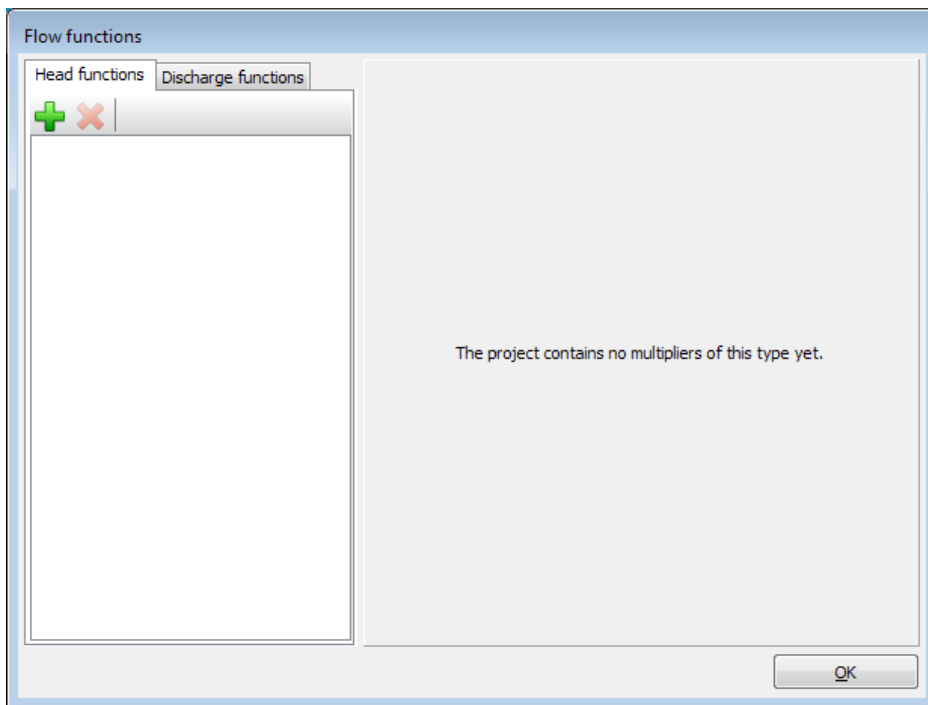 Flow functions
Head functions Discharge functions
The project contains no multipliers of this type yet.
OK